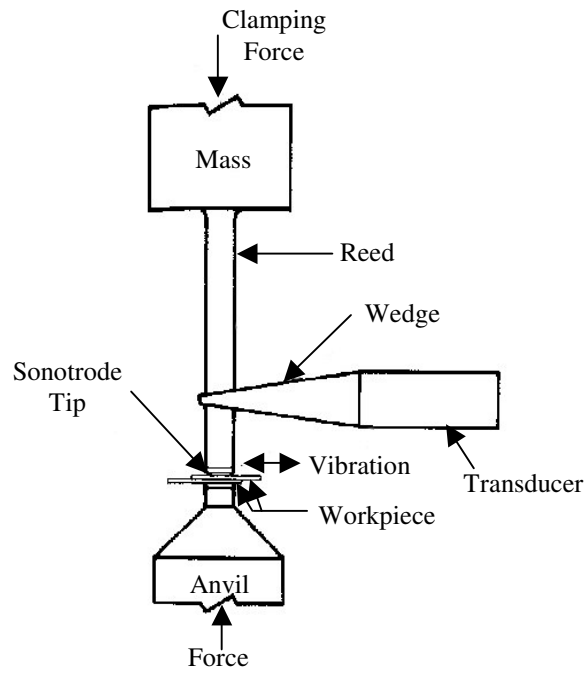 Clamping
Force
Mass
Reed
Wedge
Sonotrode
Tip
Vibration
Transducer
Workpiece
Anvil
Force